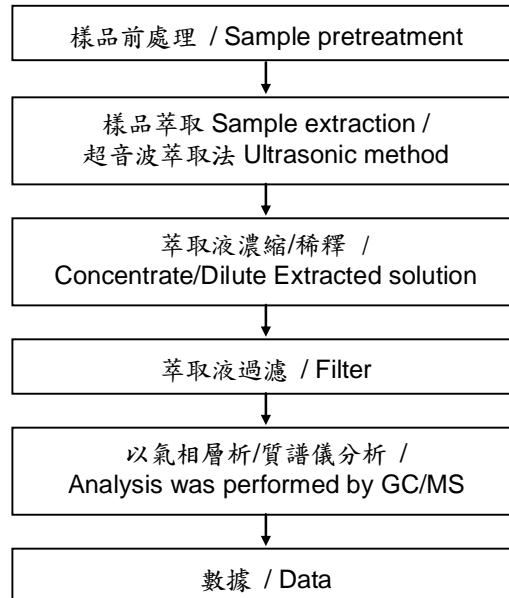 樣品前處理 / Sample pretreatment
樣品萃取 Sample extraction /
超音波萃取法 Ultrasonic method
萃取液濃縮/稀釋 /
Concentrate/Dilute Extracted solution
萃取液過濾 / Filter
以氣相層析/質譜儀分析 /
Analysis was performed by GC/MS
數據 / Data